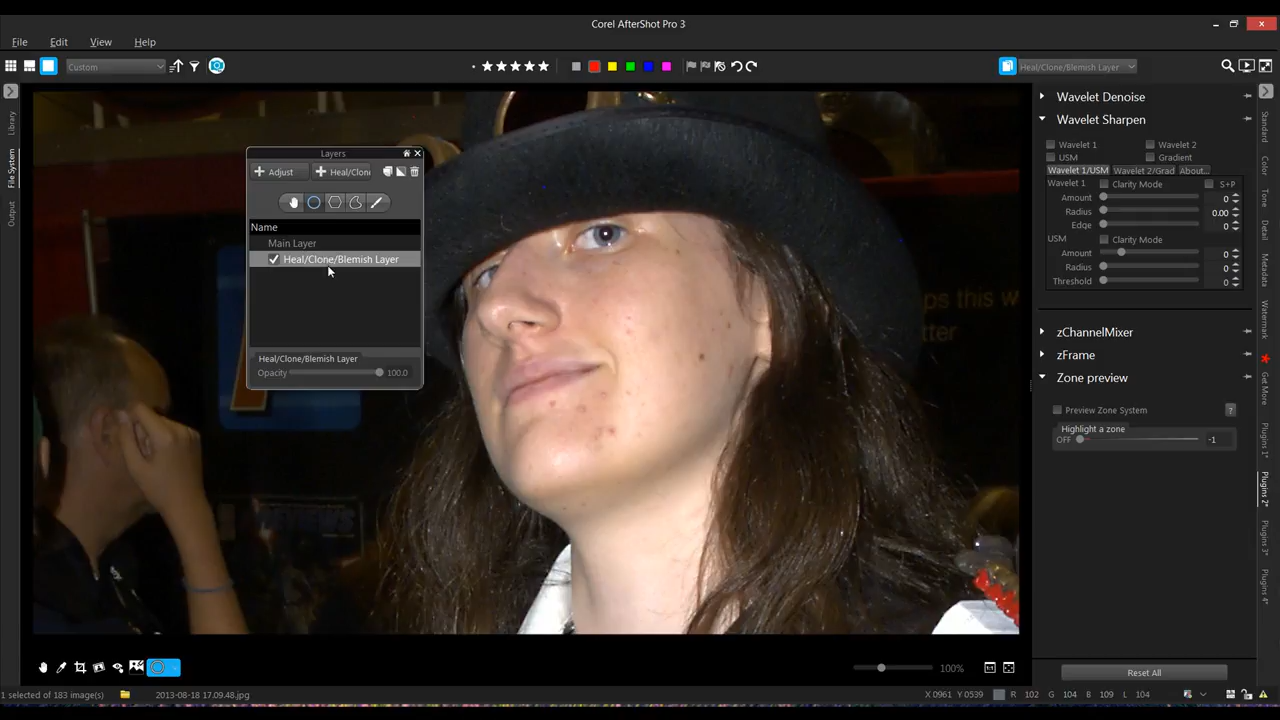 Corel AfterShot Pro 3
File Edit View Help
Custom
Heal/Clone/Blemish Layer
Library
File System
Output
Layers
Adjust Heal/Clon
Name
Main Layer
Heal/Clone/Blemish Layer
Heal/Clone/Blemish Layer
Opacity 100.0
ps this w
tter
Wavelet Denoise
Wavelet Sharpen
Wavelet 1 Wavelet 2
USM Gradient
Wavelet 1/USM Wavelet 2/Grad About...
Wavelet 1 Clarity Mode S+P
Amount 0
Radius 0.00
Edge 0
USM Clarity Mode
Amount 0
Radius 0
Threshold 0
zChannelMixer
zFrame
Zone preview
Preview Zone System ?
Highlight a zone
OFF -1
Reset All
Standard
Color
Tone
Detail
Metadata
Watermark
Get More
Plugins 1*
Plugins 2*
Plugins 3*
Plugins 4*
100%
1:1
1 selected of 183 image(s) 2013-08-18 17.09.48.jpg X 0961 Y 0539 R 102 G 104 B 109 L 104